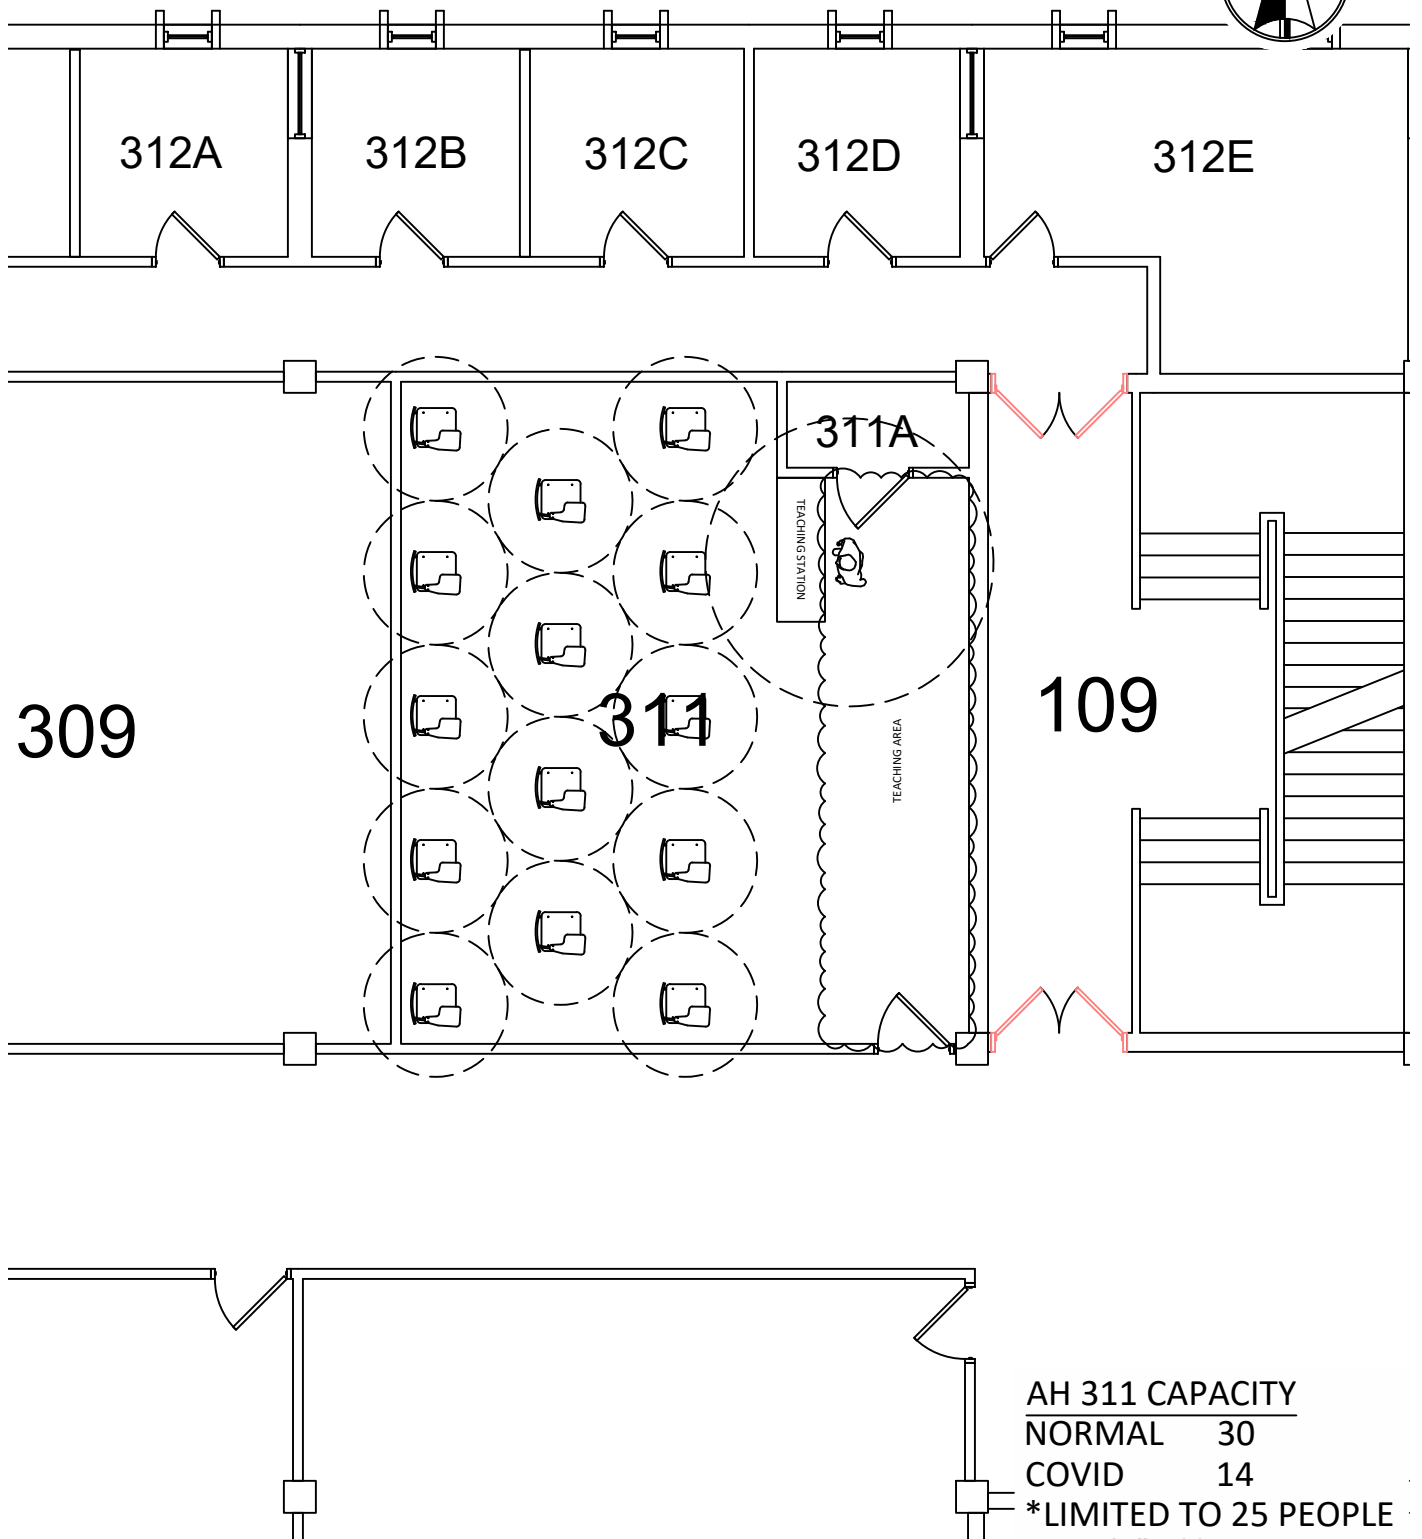 312A
312B
312C
312D
312E
311A
TEACHING STATION
309
311
109
TEACHING AREA
AH 311 CAPACITY
NORMAL 30
COVID 14
*LIMITED TO 25 PEOPLE